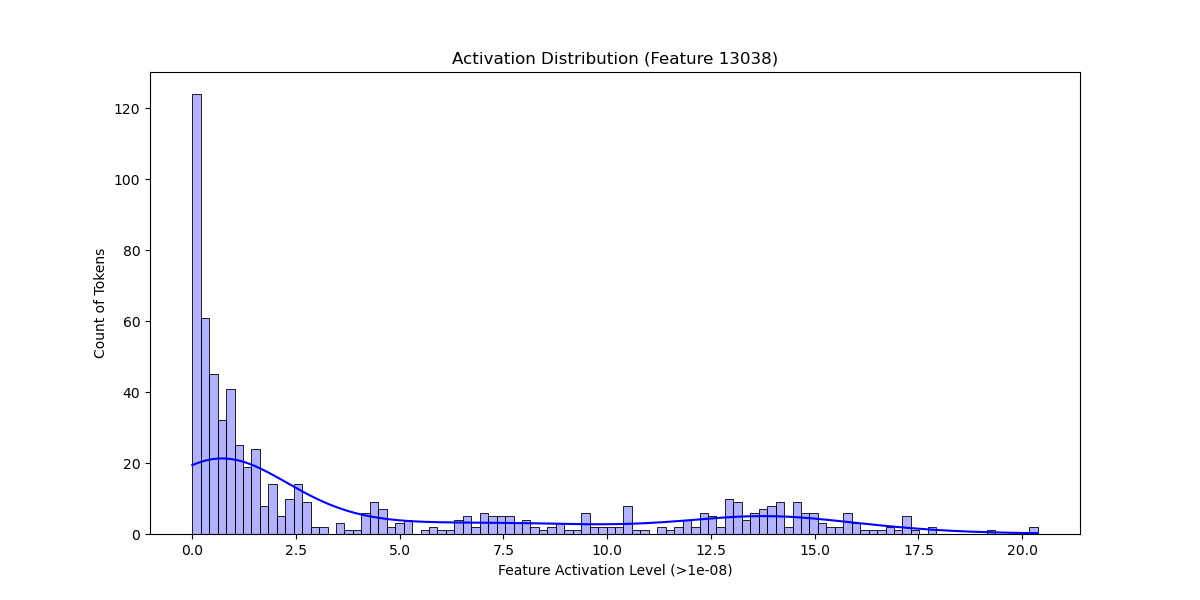 Activation Distribution (Feature 13038)
Count of Tokens
120
100
80
60
40
20
0
0.0 2.5 5.0 7.5 10.0 12.5 15.0 17.5 20.0
Feature Activation Level (>1e-08)